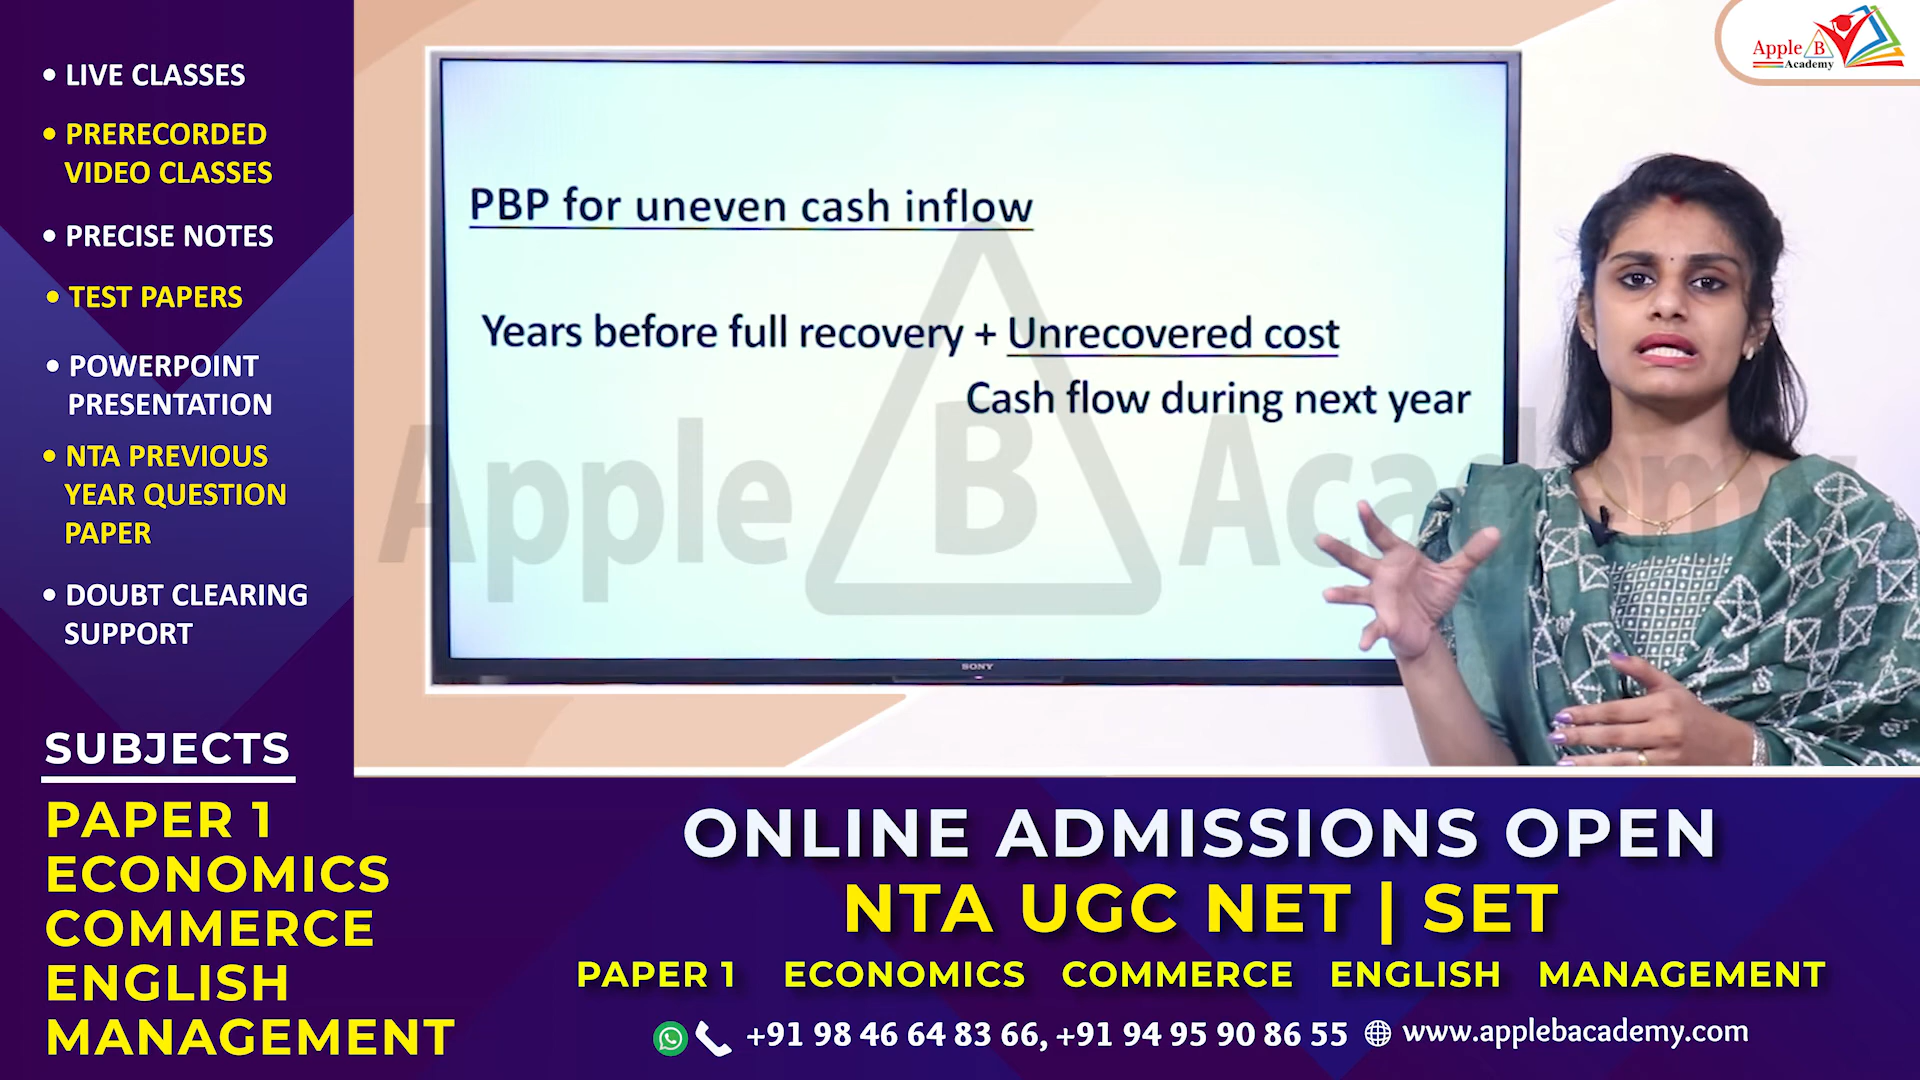 • LIVE CLASSES
• PRERECORDED
VIDEO CLASSES
• PRECISE NOTES
• TEST PAPERS
• POWERPOINT
PRESENTATION
• NTA PREVIOUS
YEAR QUESTION
PAPER
• DOUBT CLEARING
SUPPORT
SUBJECTS
PAPER 1
ECONOMICS
COMMERCE
ENGLISH
MANAGEMENT
Apple B
Academy
PBP for uneven cash inflow
Years before full recovery + Unrecovered cost
Cash flow during next year
Apple B Academy
SONY
ONLINE ADMISSIONS OPEN
NTA UGC NET | SET
PAPER 1 ECONOMICS COMMERCE ENGLISH MANAGEMENT
+91 98 46 64 83 66, +91 94 95 90 86 55 www.applebacademy.com